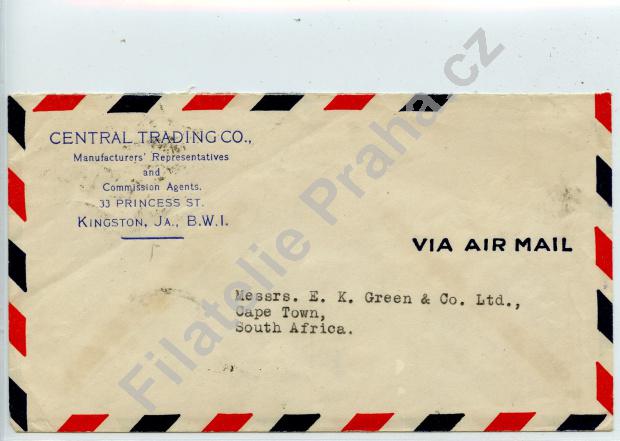 CENTRAL TRADING CO.,
Manufacturers' Representatives
and
Commission Agents.
33 PRINCESS ST.
KINGSTON, JA., B.W.I.
VIA AIR MAIL
Messrs. E. K. Green & Co. Ltd.,
Cape Town,
South Africa.
Filatelie Praha.cz